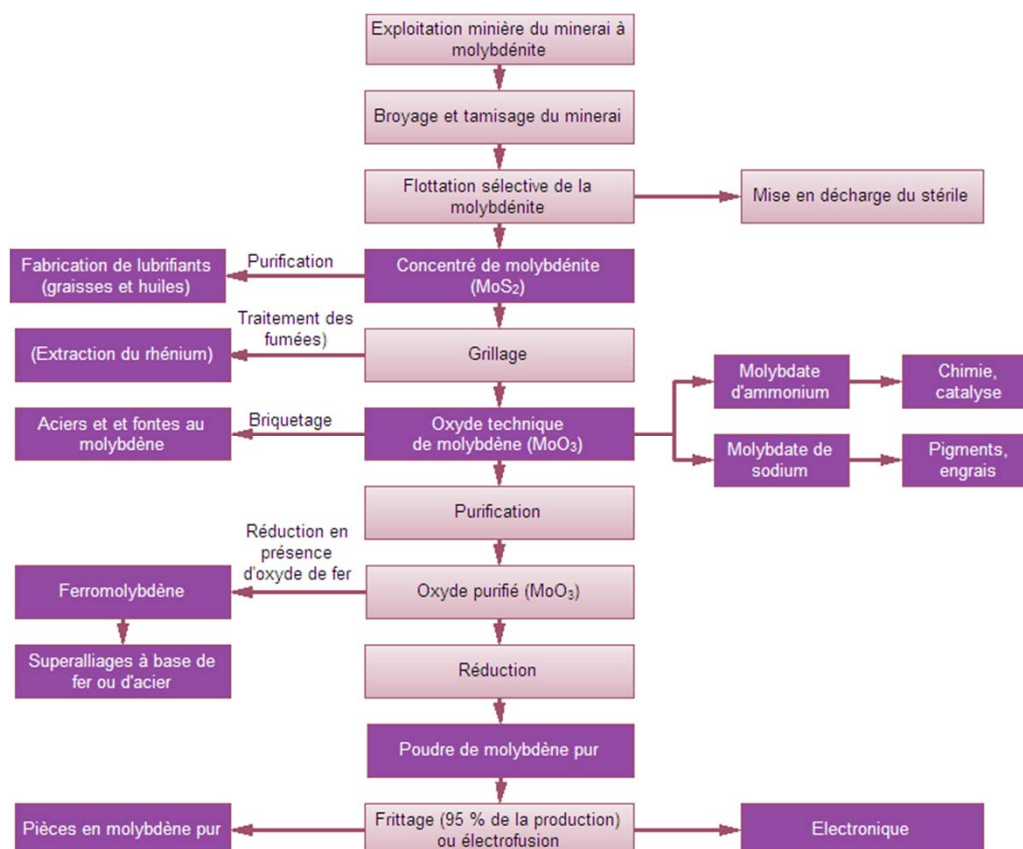 Exploitation minière du minerai à
molybdénite
Broyage et tamisage du minerai
Flottation sélective de la
molybdénite
Mise en décharge du stérile
Fabrication de lubrifiants
(graisses et huiles)
Purification
Concentré de molybdénite
(MoS₂)
Traitement des
fumées)
(Extraction du rhénium)
Grillage
Molybdate
d'ammonium
Chimie,
catalyse
Aciers et et fontes au
molybdène
Briquetage
Oxyde technique
de molybdène (MoO₃)
Molybdate de
sodium
Pigments,
engrais
Purification
Réduction en
présence
d'oxyde de fer
Ferromolybdène
Oxyde purifié (MoO₃)
Superalliages à base de
fer ou d'acier
Réduction
Poudre de molybdène pur
Pièces en molybdène pur
Frittage (95 % de la production)
ou électrofusion
Electronique